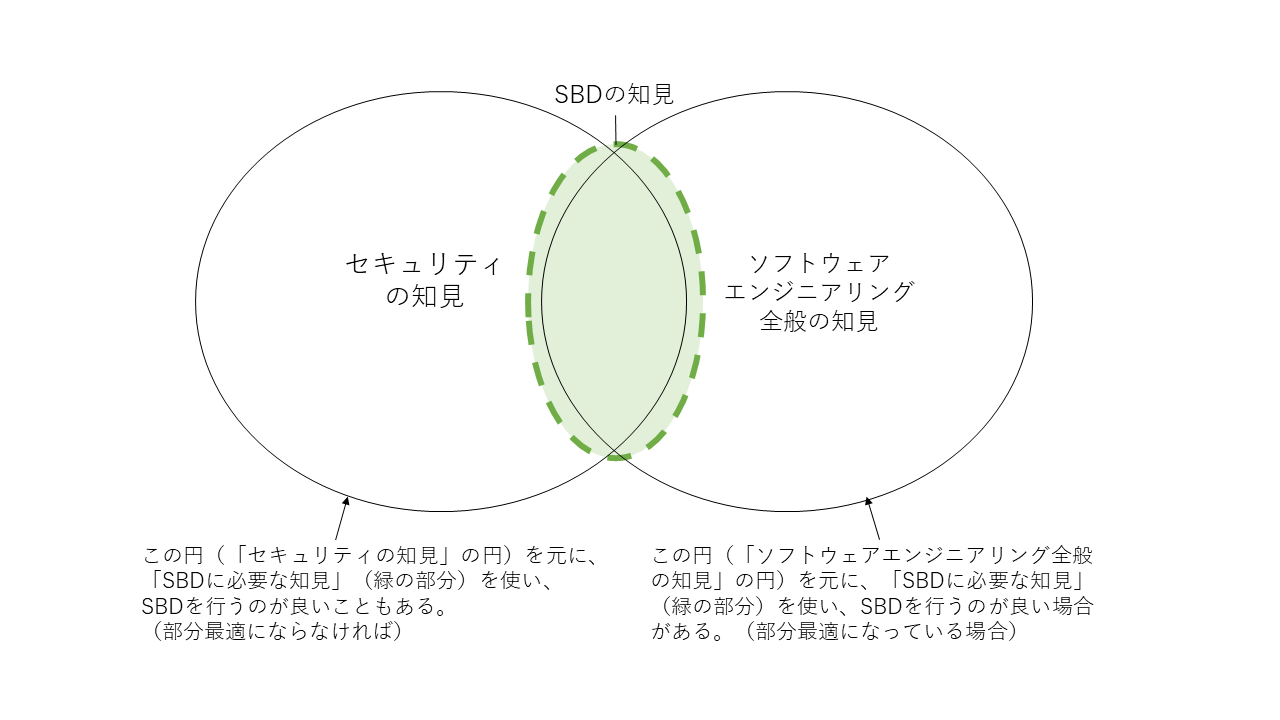 SBDの知見
セキュリティ
の知見
ソフトウェア
エンジニアリング
全般の知見
この円（「セキュリティの知見」の円）を元に、
「SBDに必要な知見」（緑の部分）を使い、
SBDを行うのが良いこともある。
（部分最適にならなければ）
この円（「ソフトウェアエンジニアリング全般
の知見」の円）を元に、「SBDに必要な知見」
（緑の部分）を使い、SBDを行うのが良い場合
がある。（部分最適になっている場合）